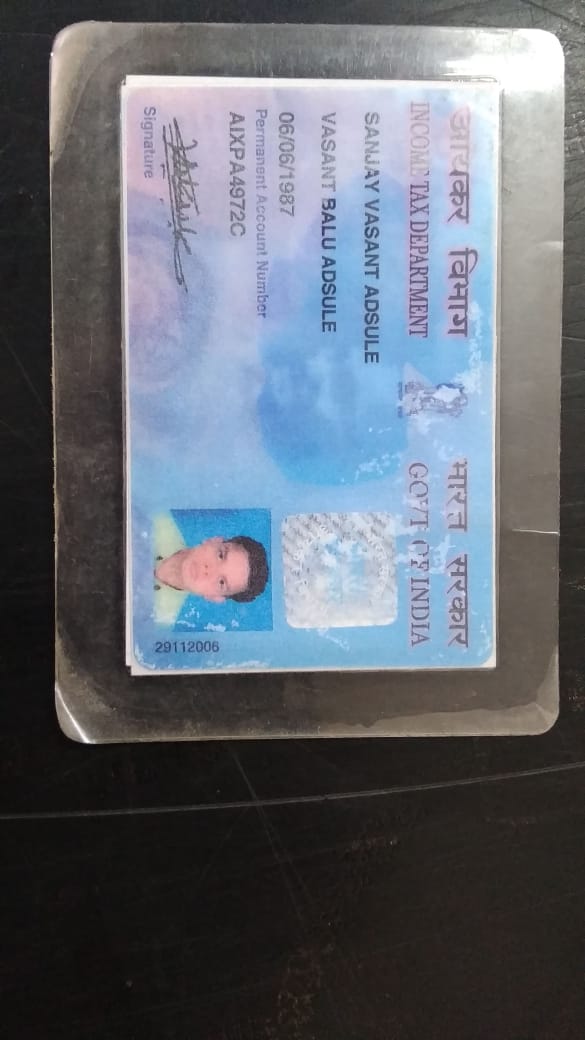 आयकर विभाग
INCOME TAX DEPARTMENT
भारत सरकार
GOVT. OF INDIA
SANJAY VASANT ADSULE
VASANT BALU ADSULE
06/06/1987
Permanent Account Number
AIXPA4972C
Signature
29112006